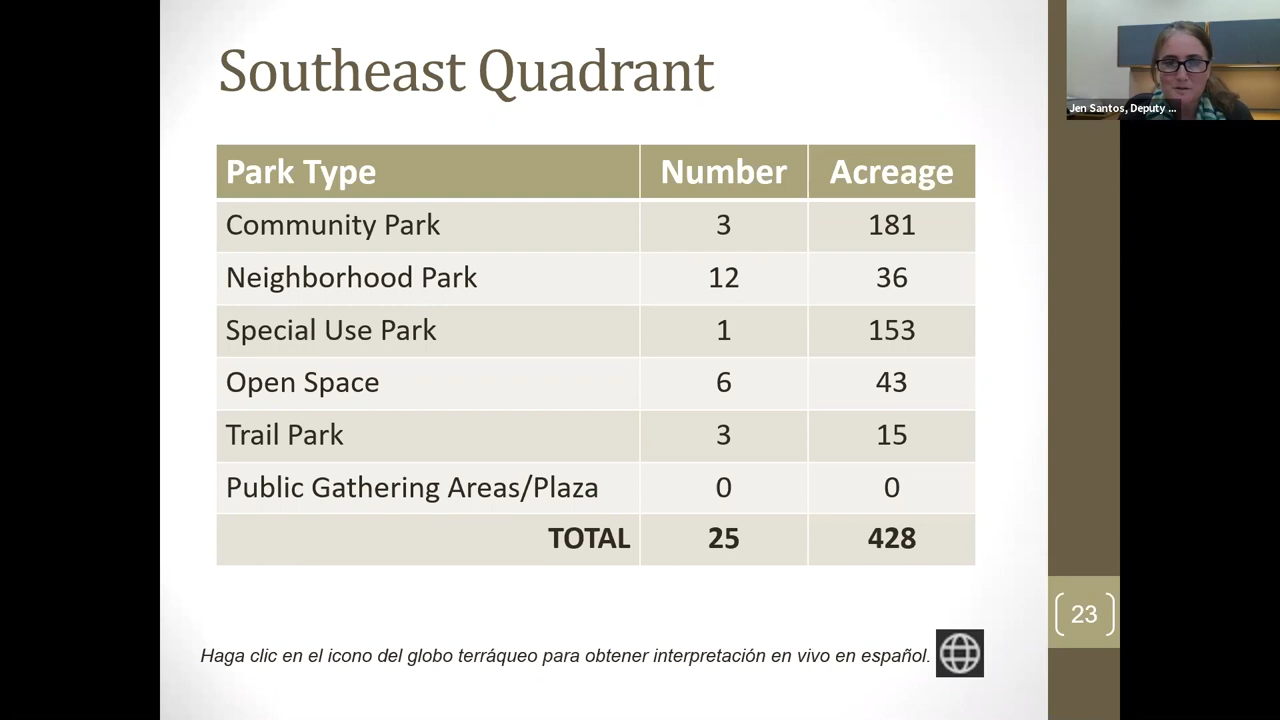 Southeast Quadrant
Jen Santos, Deputy ...
Park Type Number Acreage
Community Park 3 181
Neighborhood Park 12 36
Special Use Park 1 153
Open Space 6 43
Trail Park 3 15
Public Gathering Areas/Plaza 0 0
TOTAL 25 428
23
Haga clic en el icono del globo terráqueo para obtener interpretación en vivo en español.